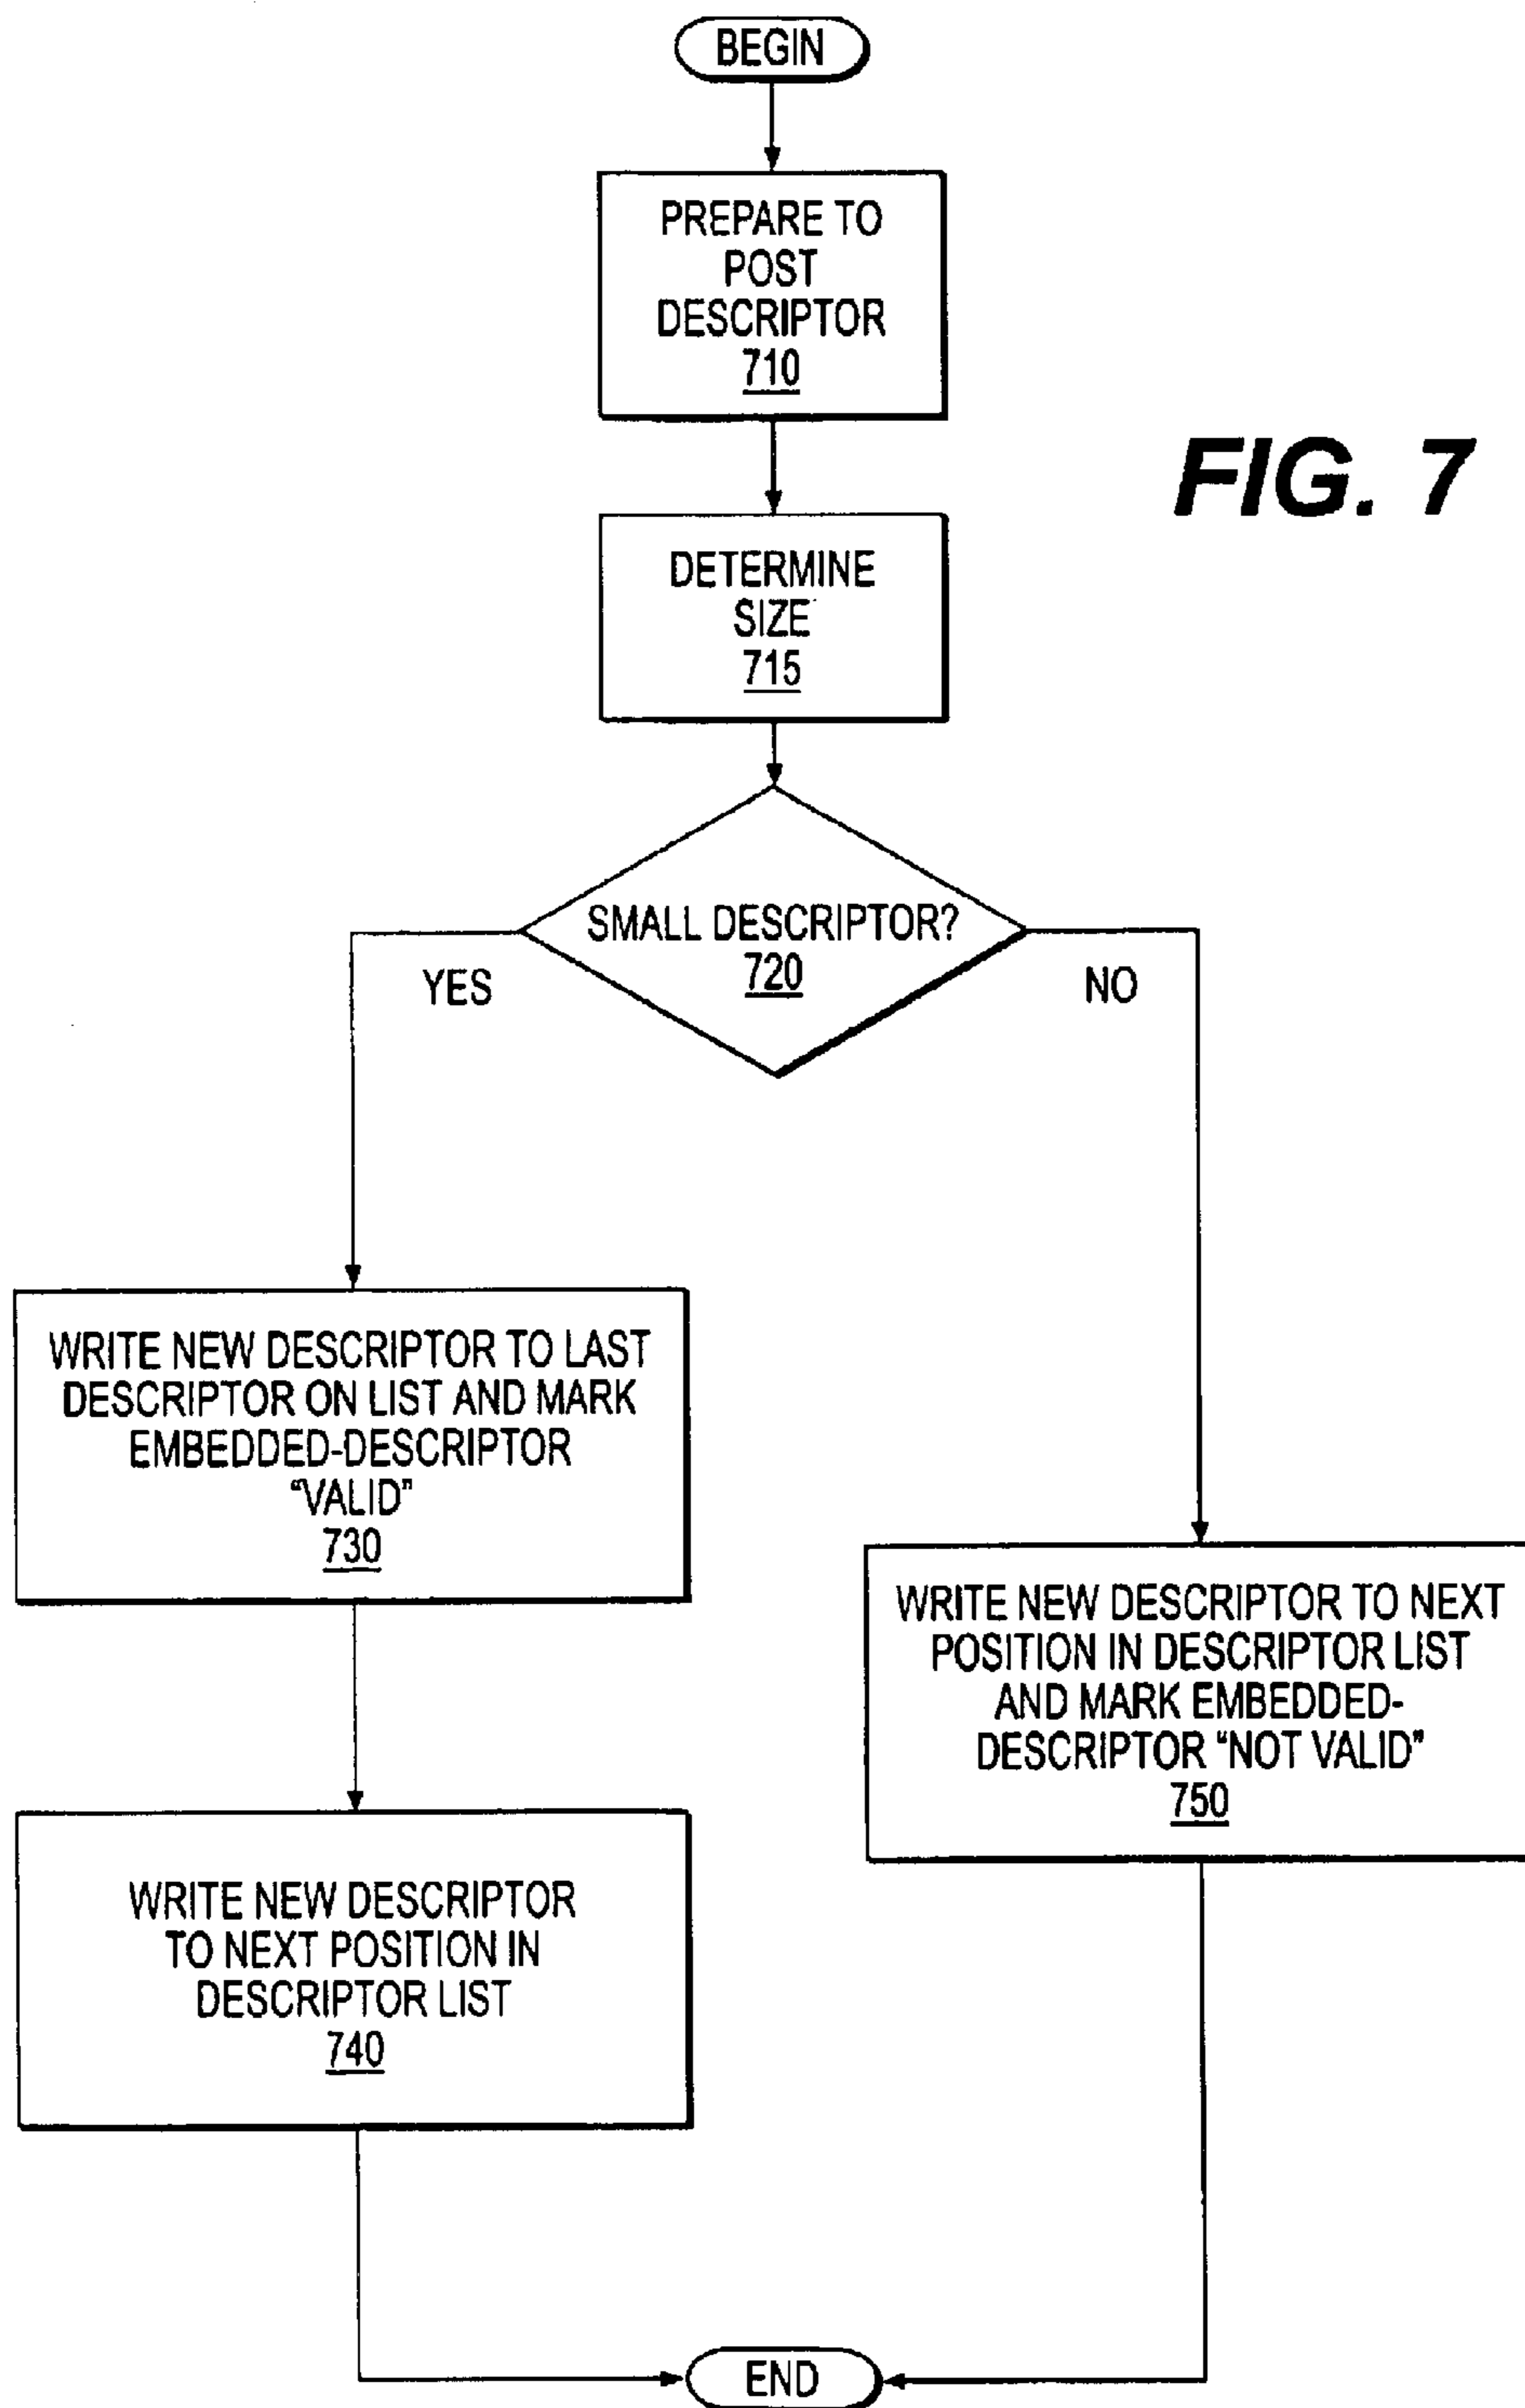 BEGIN
PREPARE TO
POST
DESCRIPTOR
710
FIG. 7
DETERMINE
SIZE
715
SMALL DESCRIPTOR?
720
YES
NO
WRITE NEW DESCRIPTOR TO LAST
DESCRIPTOR ON LIST AND MARK
EMBEDDED-DESCRIPTOR
"VALID"
730
WRITE NEW DESCRIPTOR TO NEXT
POSITION IN DESCRIPTOR LIST
AND MARK EMBEDDED-
DESCRIPTOR "NOT VALID"
750
WRITE NEW DESCRIPTOR
TO NEXT POSITION IN
DESCRIPTOR LIST
740
END